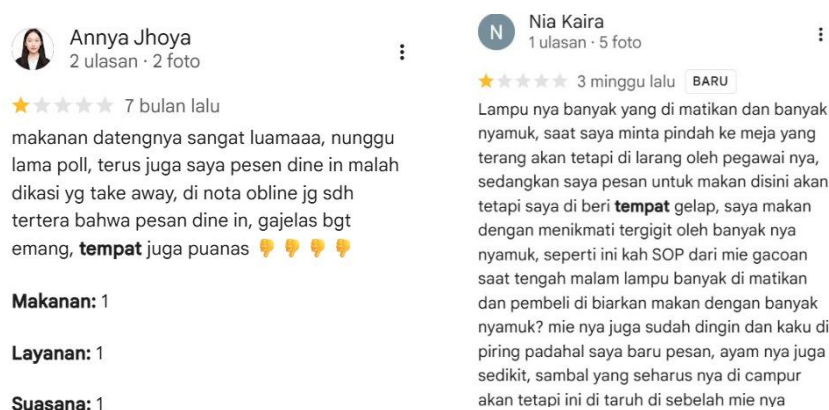 Annya Jhoya
2 ulasan · 2 foto
7 bulan lalu
makanan datengnya sangat luamaaa, nunggu
lama poll, terus juga saya pesen dine in malah
dikasi yg take away, di nota obline jg sdh
tertera bahwa pesan dine in, gajelas bgt
emang, tempat juga puanas 👎 👎 👎 👎
Makanan: 1
Layanan: 1
Suasana: 1
N
Nia Kaira
1 ulasan · 5 foto
3 minggu lalu BARU
Lampu nya banyak yang di matikan dan banyak
nyamuk, saat saya minta pindah ke meja yang
terang akan tetapi di larang oleh pegawai nya,
sedangkan saya pesan untuk makan disini akan
tetapi saya di beri tempat gelap, saya makan
dengan menikmati tergigit oleh banyak nya
nyamuk, seperti ini kah SOP dari mie gacoan
saat tengah malam lampu banyak di matikan
dan pembeli di biarkan makan dengan banyak
nyamuk? mie nya juga sudah dingin dan kaku di
piring padahal saya baru pesan, ayam nya juga
sedikit, sambal yang seharus nya di campur
akan tetapi ini di taruh di sebelah mie nya